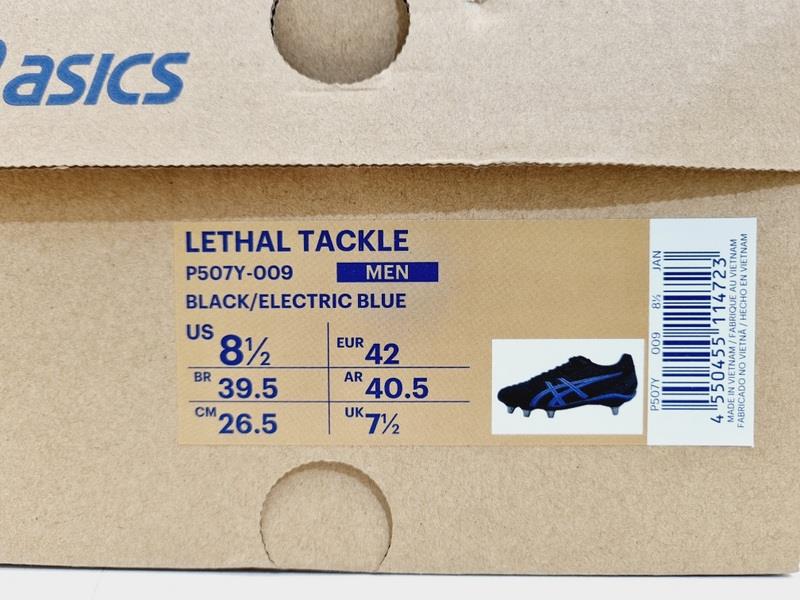 asics
LETHAL TACKLE
P507Y-009 MEN
BLACK/ELECTRIC BLUE
US 8½ EUR 42
BR 39.5 AR 40.5
CM 26.5 UK 7½
P507Y 009 8½ JAN
4 550455 114723
MADE IN VIETNAM / FABRIQUE AU VIETNAM
FABRICADO NO VIETNÃ / HECHO EN VIETNAM